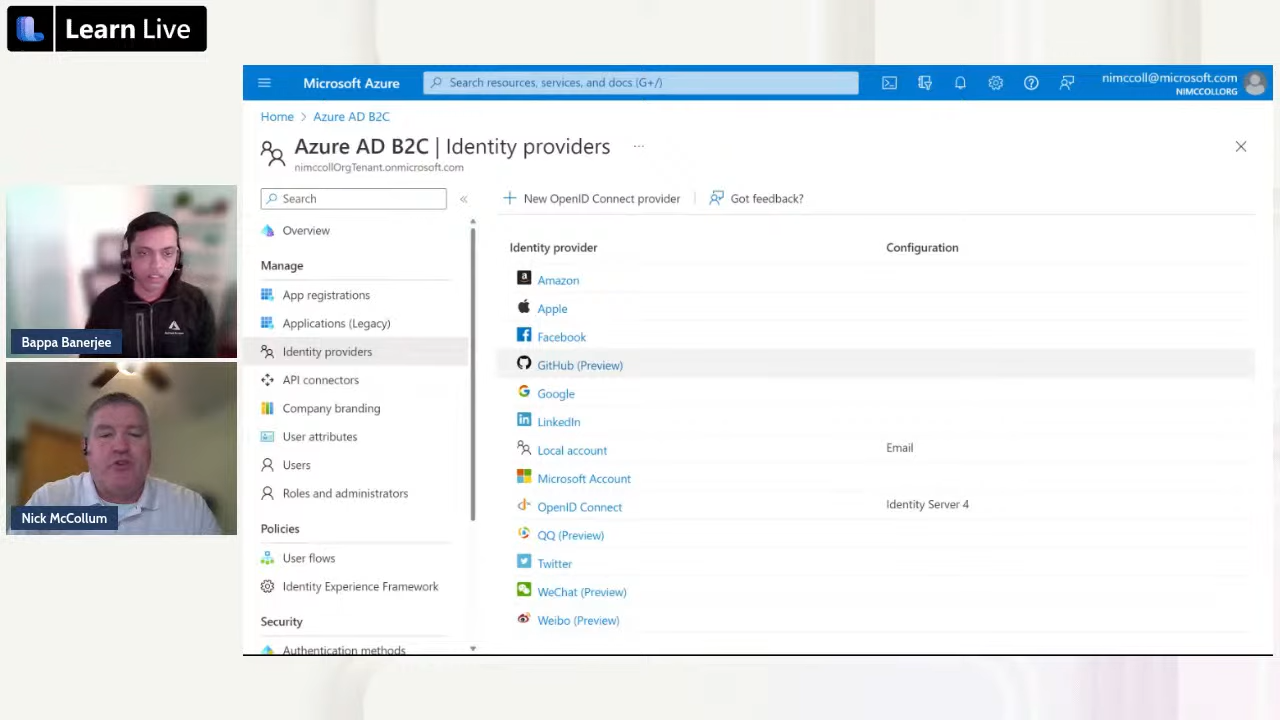 Learn Live
Microsoft Azure
Search resources, services, and docs (G+/)
nimccoll@microsoft.com
NIMCCOLLORG
Home > Azure AD B2C
Azure AD B2C | Identity providers
nimccollOrgTenant.onmicrosoft.com
Search
Overview
Manage
App registrations
Applications (Legacy)
Identity providers
API connectors
Company branding
User attributes
Users
Roles and administrators
Policies
User flows
Identity Experience Framework
Security
Authentication methods
New OpenID Connect provider
Got feedback?
Identity provider Configuration
Amazon
Apple
Facebook
GitHub (Preview)
Google
LinkedIn
Local account Email
Microsoft Account
OpenID Connect Identity Server 4
QQ (Preview)
Twitter
WeChat (Preview)
Weibo (Preview)
Bappa Banerjee
Nick McCollum